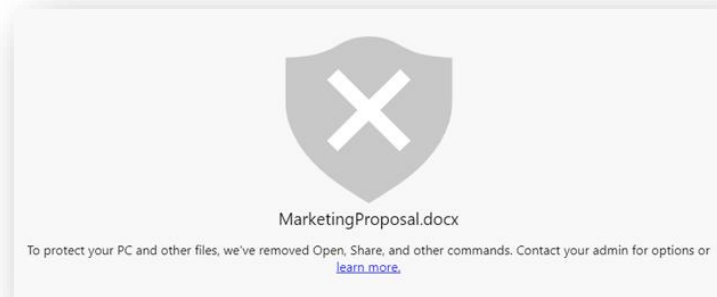 MarketingProposal.docx
To protect your PC and other files, we've removed Open, Share, and other commands. Contact your admin for options or
learn more.